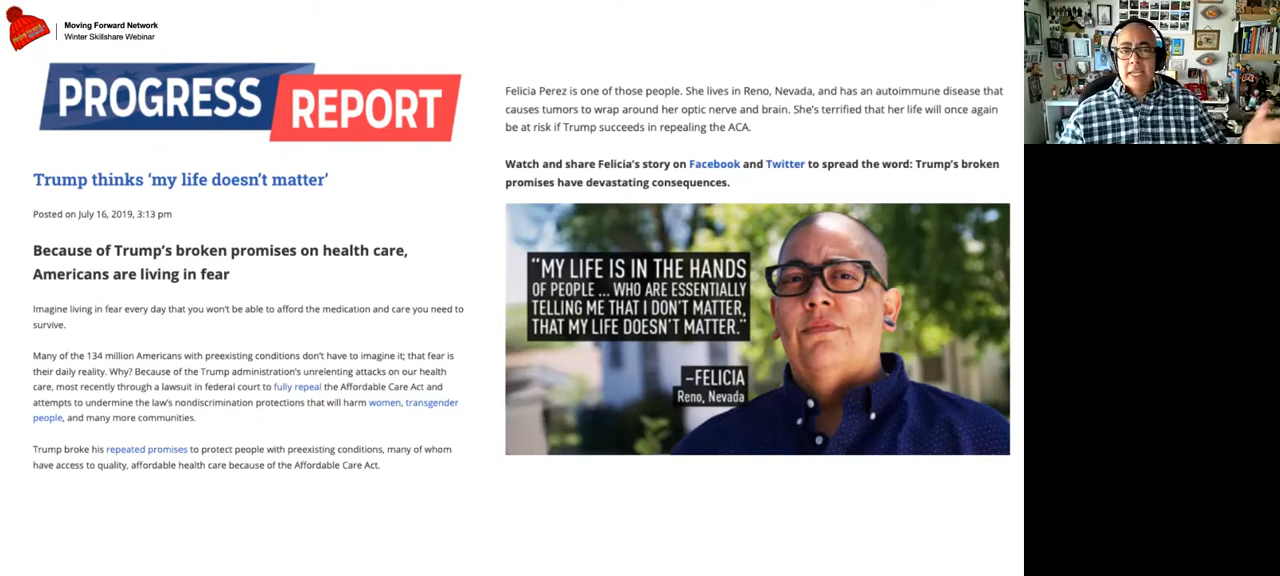 Moving Forward Network
Winter Skillshare Webinar
PROGRESS
REPORT
Trump thinks ‘my life doesn’t matter’
Posted on July 16, 2019, 3:13 pm
Because of Trump’s broken promises on health care,
Americans are living in fear
Imagine living in fear every day that you won’t be able to afford the medication and care you need to
survive.
Many of the 134 million Americans with preexisting conditions don’t have to imagine it; that fear is
their daily reality. Why? Because of the Trump administration’s unrelenting attacks on our health
care, most recently through a lawsuit in federal court to fully repeal the Affordable Care Act and
attempts to undermine the law’s nondiscrimination protections that will harm women, transgender
people, and many more communities.
Trump broke his repeated promises to protect people with preexisting conditions, many of whom
have access to quality, affordable health care because of the Affordable Care Act.
Felicia Perez is one of those people. She lives in Reno, Nevada, and has an autoimmune disease that
causes tumors to wrap around her optic nerve and brain. She’s terrified that her life will once again
be at risk if Trump succeeds in repealing the ACA.
Watch and share Felicia’s story on Facebook and Twitter to spread the word: Trump’s broken
promises have devastating consequences.
“MY LIFE IS IN THE HANDS
OF PEOPLE ... WHO ARE ESSENTIALLY
TELLING ME THAT I DON’T MATTER,
THAT MY LIFE DOESN’T MATTER.”
–FELICIA
Reno, Nevada